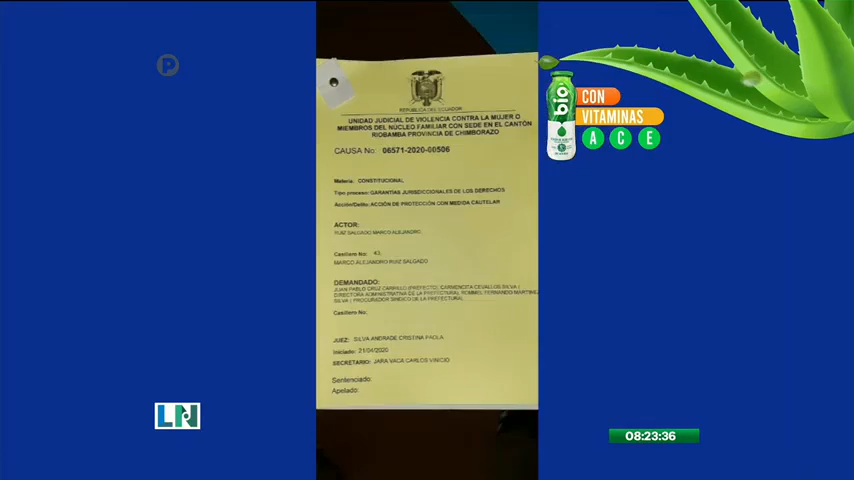 P
REPÚBLICA DEL ECUADOR
UNIDAD JUDICIAL DE VIOLENCIA CONTRA LA MUJER O
MIEMBROS DEL NÚCLEO FAMILIAR CON SEDE EN EL CANTÓN
RIOBAMBA PROVINCIA DE CHIMBORAZO
CAUSA No: 06571-2020-00506
Materia: CONSTITUCIONAL
Tipo proceso: GARANTÍAS JURISDICCIONALES DE LOS DERECHOS
Acción/Delito: ACCIÓN DE PROTECCIÓN CON MEDIDA CAUTELAR
ACTOR:
RUIZ SALGADO MARCO ALEJANDRO,
Casillero No: 43,
MARCO ALEJANDRO RUIZ SALGADO
DEMANDADO:
JUAN PABLO CRUZ CARRILLO (PREFECTO, CARMENCITA CEVALLOS SILVA (
DIRECTORA ADMINISTRATIVA DE LA PREFECTURA), ROMMEL FERNANDO MARTINEZ
SILVA ( PROCURADOR SINDICO DE LA PREFECTURA),
Casillero No:
JUEZ: SILVA ANDRADE CRISTINA PAOLA
Iniciado: 21/04/2020
SECRETARIO: JARA VACA CARLOS VINICIO
Sentenciado:
Apelado:
bio
CON
VITAMINAS
A C E
LN
08:23:36